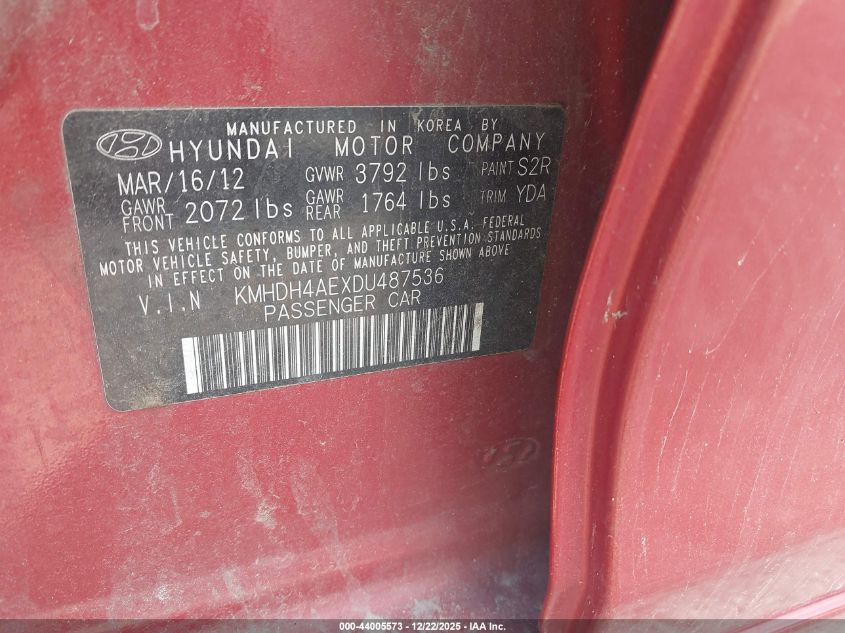 MANUFACTURED IN KOREA BY
HYUNDAI MOTOR COMPANY
MAR/16/12 GVWR 3792 lbs PAINT S2R
GAWR FRONT 2072 lbs GAWR REAR 1764 lbs TRIM YDA
THIS VEHICLE CONFORMS TO ALL APPLICABLE U.S.A. FEDERAL
MOTOR VEHICLE SAFETY, BUMPER, AND THEFT PREVENTION STANDARDS
IN EFFECT ON THE DATE OF MANUFACTURE SHOWN ABOVE
V.I.N KMHDH4AEXDU487536
PASSENGER CAR
000-44005573 - 12/22/2025 - IAA Inc.